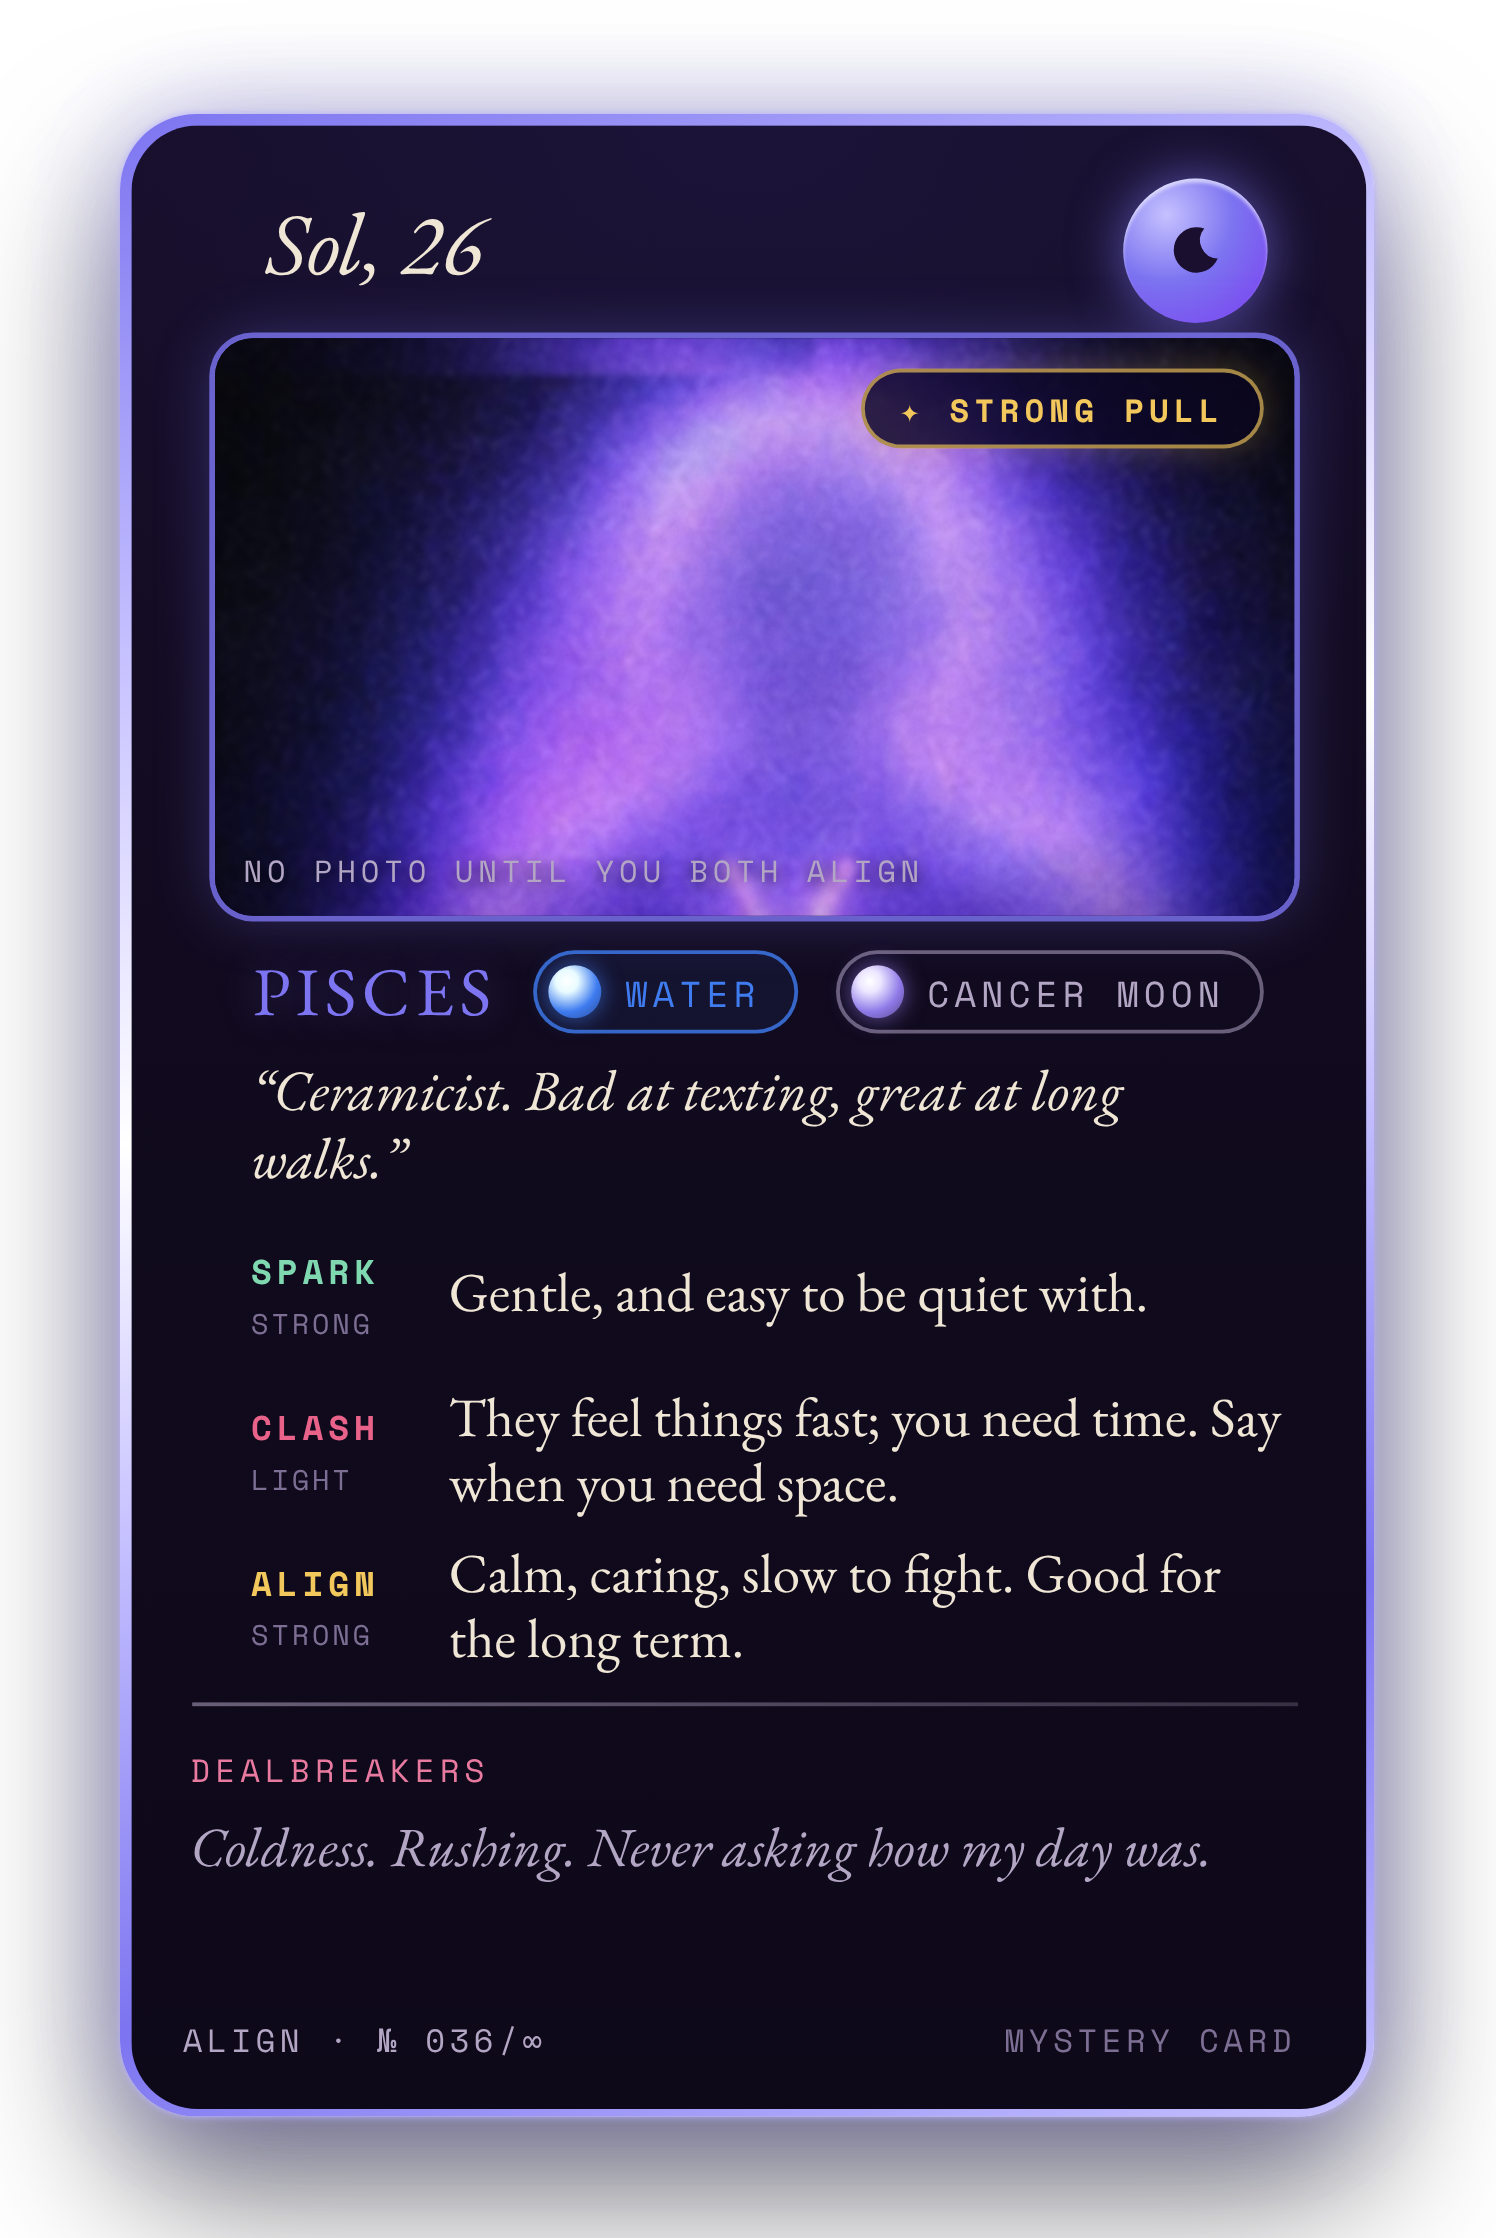 Sol, 26
✦ STRONG PULL
NO PHOTO UNTIL YOU BOTH ALIGN
PISCES
WATER
CANCER MOON
“Ceramicist. Bad at texting, great at long
walks.”
SPARK
STRONG
Gentle, and easy to be quiet with.
CLASH
LIGHT
They feel things fast; you need time. Say
when you need space.
ALIGN
STRONG
Calm, caring, slow to fight. Good for
the long term.
DEALBREAKERS
Coldness. Rushing. Never asking how my day was.
ALIGN · № 036/∞
MYSTERY CARD